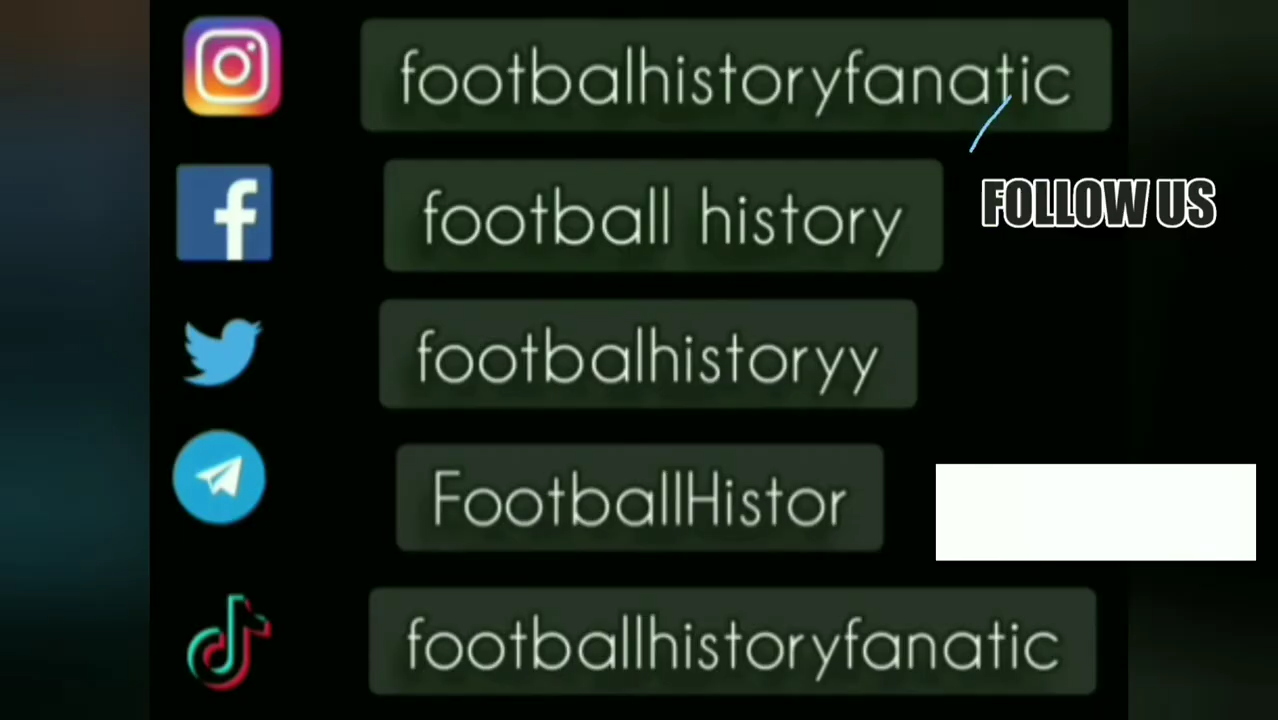 footbalhistoryfanatic
football history
FOLLOW US
footbalhistoryy
FootballHistor
footballhistoryfanatic